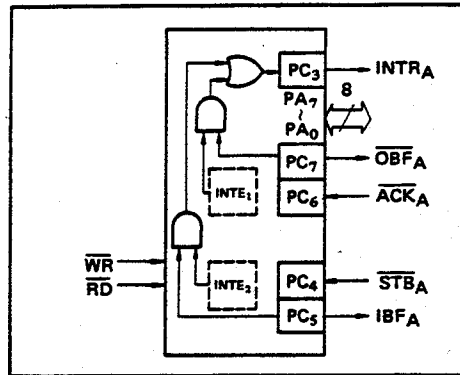 PC₃ INTRA
PA₇ 8
~
PA₀
PC₇ OBFA
INTE₁ PC₆ ACKA
WR
RD
INTE₂ PC₄ STBA
PC₅ IBFA